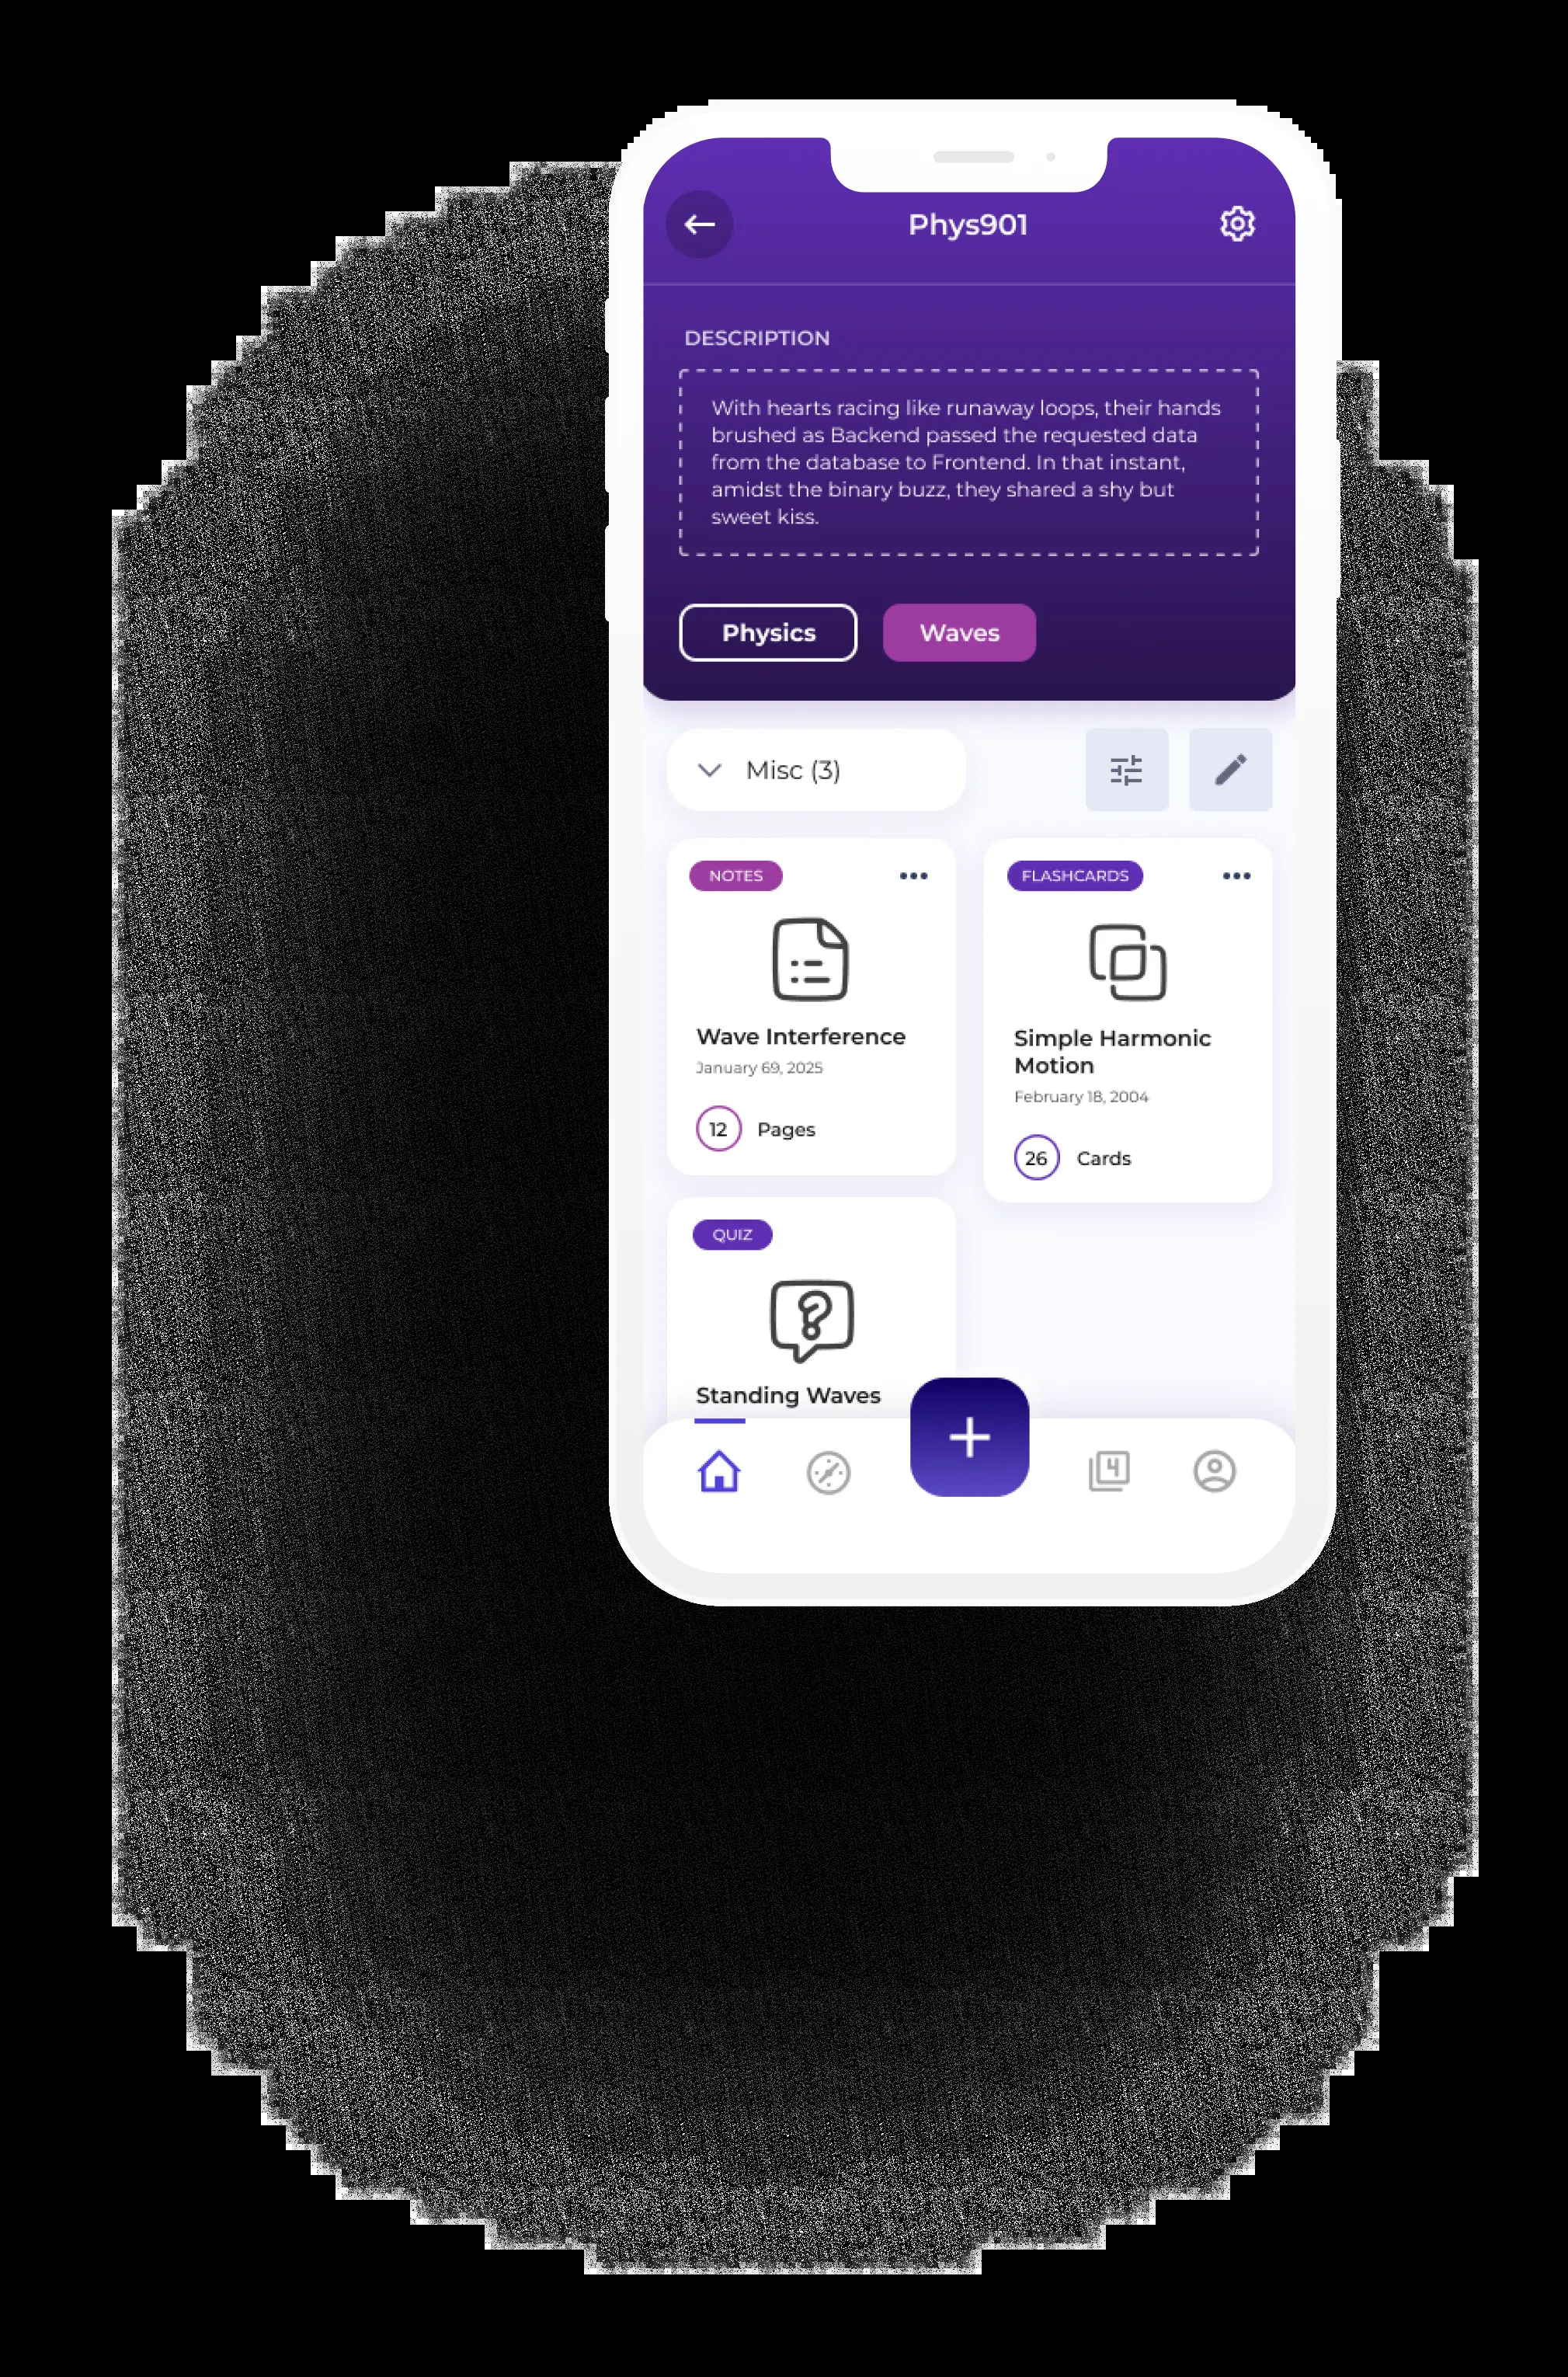 Phys901
DESCRIPTION
With hearts racing like runaway loops, their hands
brushed as Backend passed the requested data
from the database to Frontend. In that instant,
amidst the binary buzz, they shared a shy but
sweet kiss.
Physics
Waves
Misc (3)
NOTES
Wave Interference
January 69, 2025
12 Pages
FLASHCARDS
Simple Harmonic
Motion
February 18, 2004
26 Cards
QUIZ
Standing Waves
4